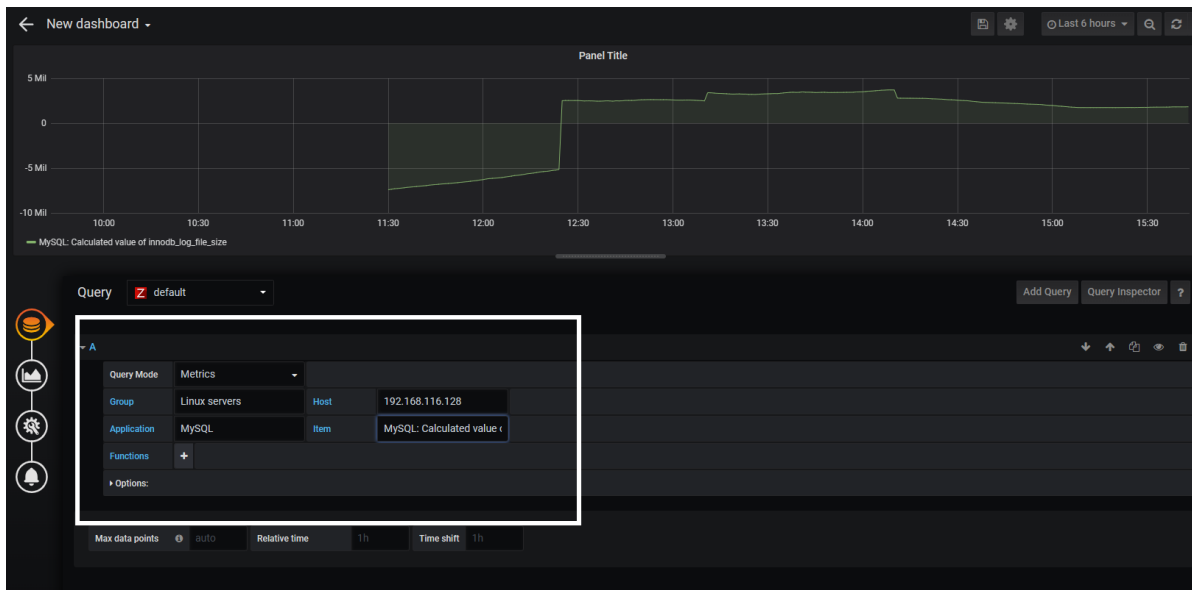 New dashboard
Last 6 hours
Panel Title
5 Mil
0
-5 Mil
-10 Mil
10:00 10:30 11:00 11:30 12:00 12:30 13:00 13:30 14:00 14:30 15:00 15:30
MySQL: Calculated value of innodb_log_file_size
Query Z default Add Query Query Inspector ?
A
Query Mode Metrics
Group Linux servers Host 192.168.116.128
Application MySQL Item MySQL: Calculated value o
Functions +
Options:
Max data points auto Relative time 1h Time shift 1h